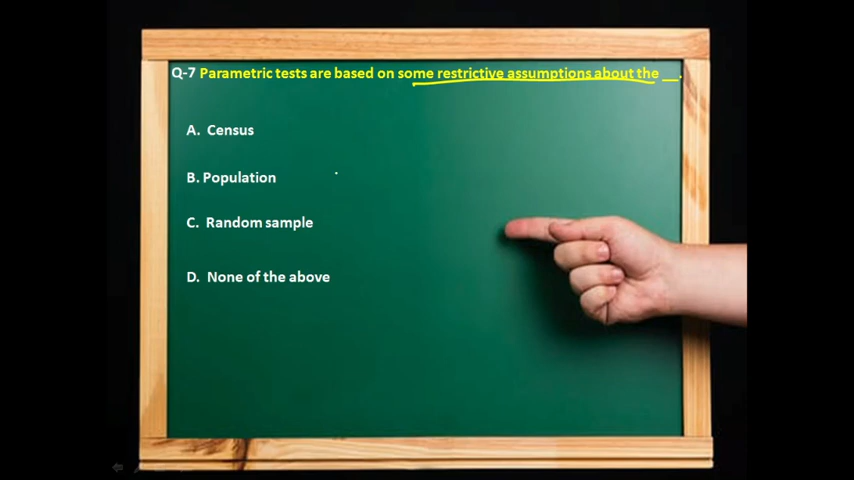 Q-7 Parametric tests are based on some restrictive assumptions about the __.
A. Census
B. Population
C. Random sample
D. None of the above